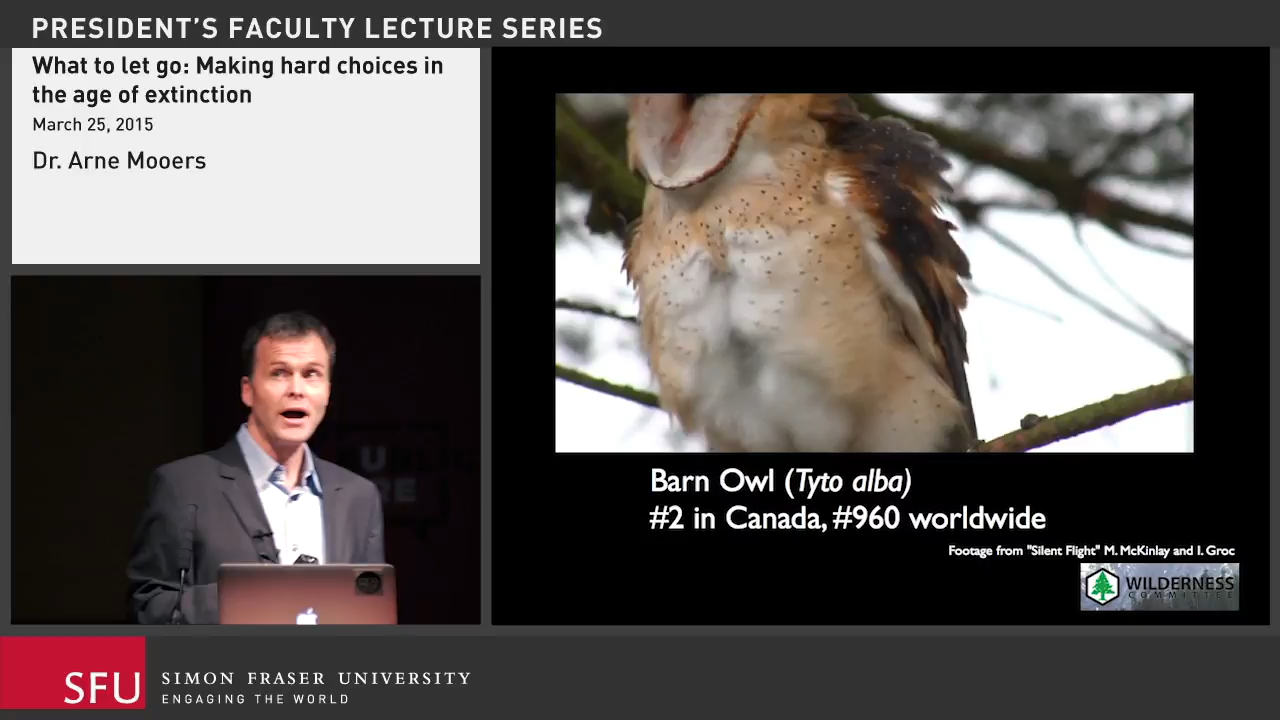 PRESIDENT'S FACULTY LECTURE SERIES
What to let go: Making hard choices in
the age of extinction
March 25, 2015
Dr. Arne Mooers
Barn Owl (Tyto alba)
#2 in Canada, #960 worldwide
Footage from "Silent Flight" M. McKinlay and I. Groc
WILDERNESS
COMMITTEE
SFU
SIMON FRASER UNIVERSITY
ENGAGING THE WORLD